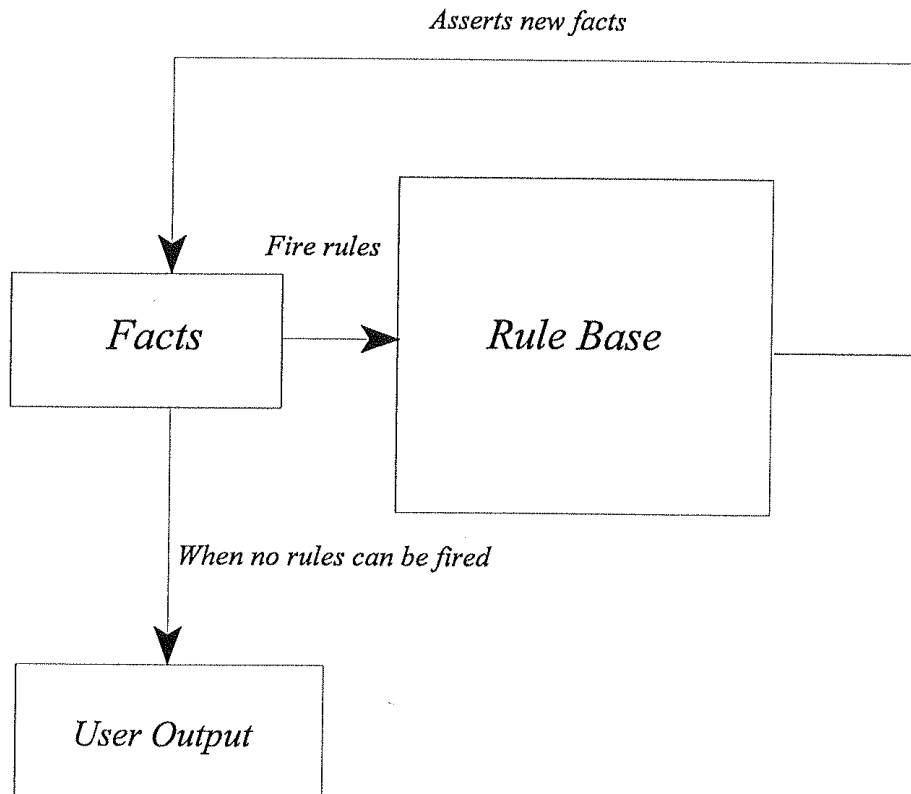 Asserts new facts
Fire rules
Facts
Rule Base
When no rules can be fired
User Output